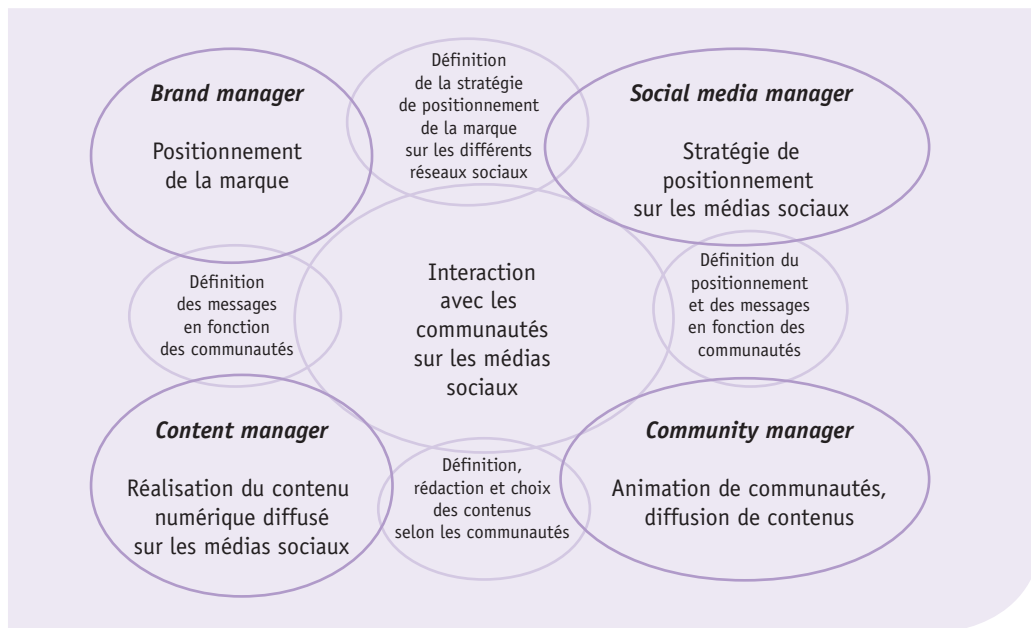 Brand manager
Positionnement
de la marque
Définition
de la stratégie
de positionnement
de la marque
sur les différents
réseaux sociaux
Social media manager
Stratégie de
positionnement
sur les médias sociaux
Définition
des messages
en fonction
des communautés
Interaction
avec les
communautés
sur les médias
sociaux
Définition du
positionnement
et des messages
en fonction des
communautés
Content manager
Réalisation du contenu
numérique diffusé
sur les médias sociaux
Définition,
rédaction et choix
des contenus
selon les communautés
Community manager
Animation de communautés,
diffusion de contenus